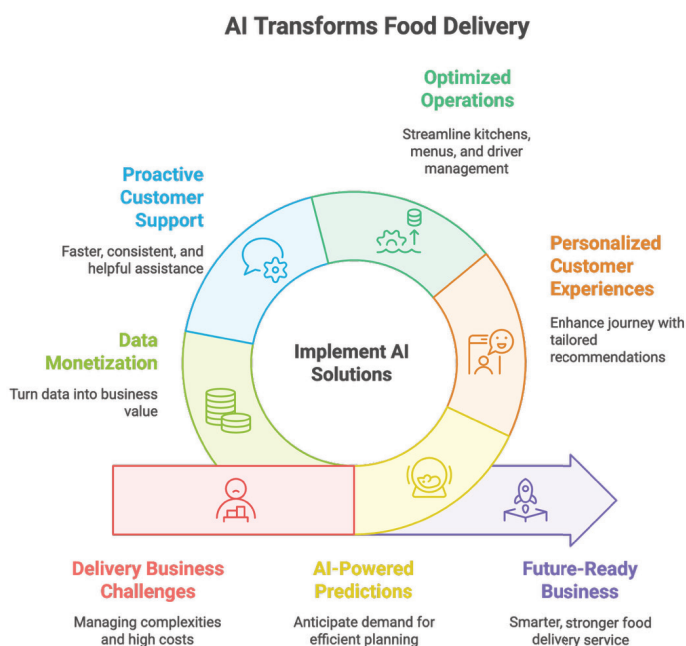 AI Transforms Food Delivery
Optimized
Operations
Streamline kitchens,
menus, and driver
management
Proactive
Customer
Support
Faster, consistent, and
helpful assistance
Personalized
Customer
Experiences
Enhance journey with
tailored
recommendations
Data
Monetization
Turn data into business
value
Implement AI
Solutions
Delivery Business
Challenges
Managing complexities
and high costs
AI-Powered
Predictions
Anticipate demand for
efficient planning
Future-Ready
Business
Smarter, stronger food
delivery service